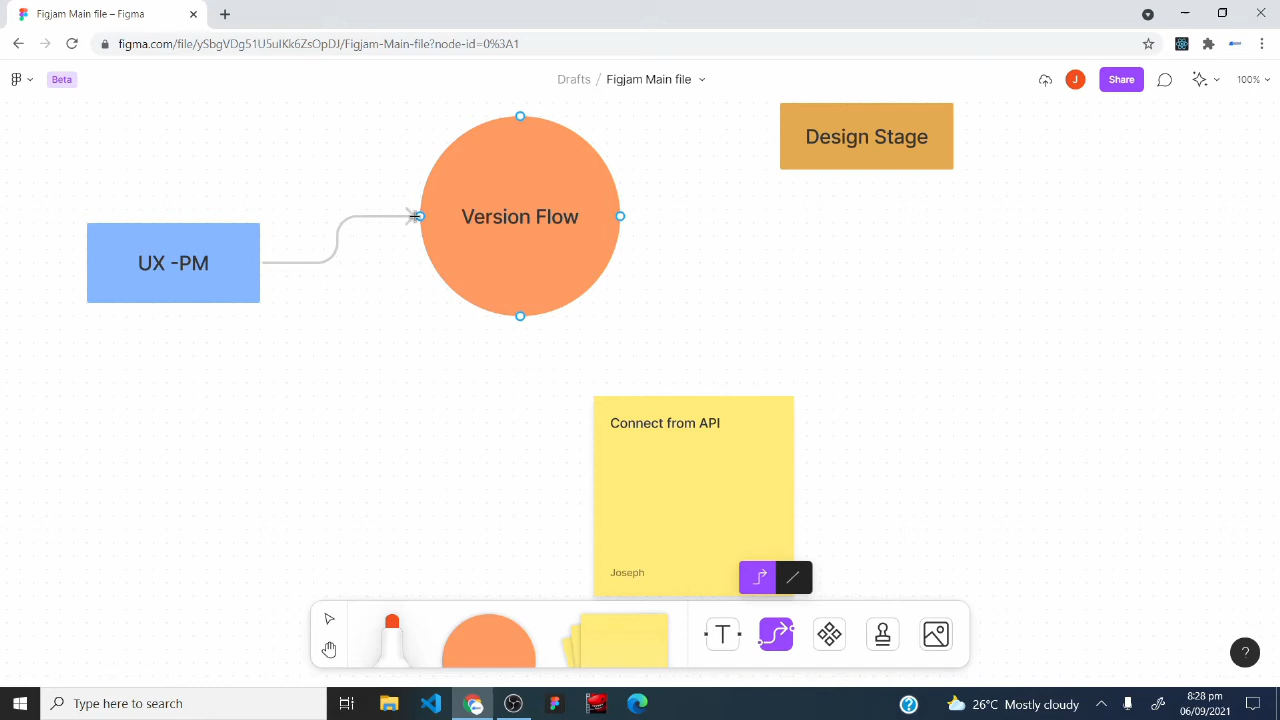 Figjam Main file – Figma
figma.com/file/ySbgVDg51U5uIKk6ZsOpDJ/Figjam-Main-file?node-id=0%3A1
Beta
Drafts / Figjam Main file
J
Share
100%
Design Stage
Version Flow
UX -PM
Connect from API
Joseph
T
?
Type here to search
26°C Mostly cloudy
8:28 pm
06/09/2021